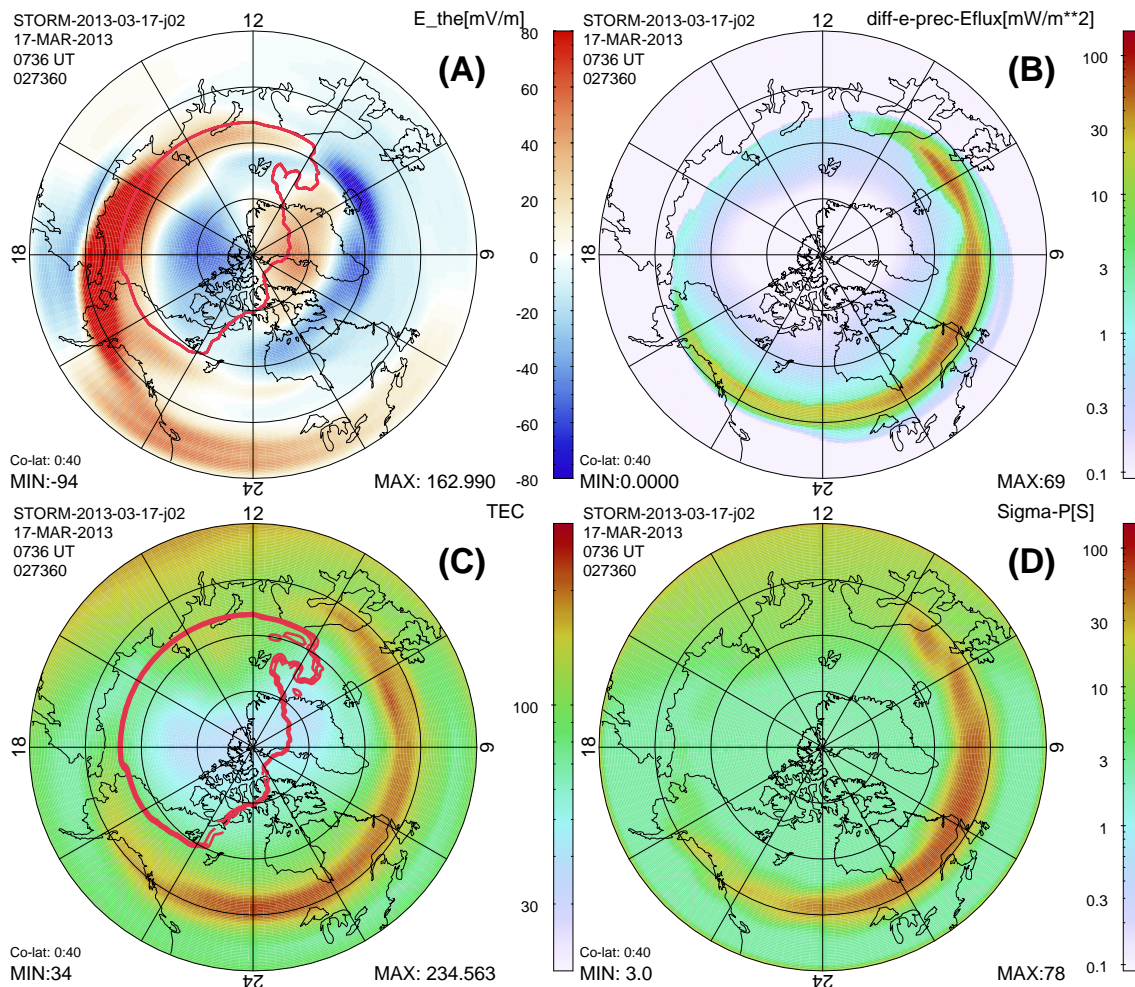 STORM-2013-03-17-j02
12
E_the[mV/m]
17-MAR-2013
0736 UT
027360
(A)
80
60
40
20
0
-20
-40
-60
-80
18
6
Co-lat: 0:40
MIN:-94
24
MAX: 162.990
STORM-2013-03-17-j02
12
diff-e-prec-Eflux[mW/m**2]
17-MAR-2013
0736 UT
027360
(B)
100
30
10
3
1
0.3
0.1
18
6
Co-lat: 0:40
MIN:0.0000
24
MAX:69
STORM-2013-03-17-j02
12
TEC
17-MAR-2013
0736 UT
027360
(C)
100
30
18
6
Co-lat: 0:40
MIN:34
24
MAX: 234.563
STORM-2013-03-17-j02
12
Sigma-P[S]
17-MAR-2013
0736 UT
027360
(D)
100
30
10
3
1
0.3
0.1
18
6
Co-lat: 0:40
MIN: 3.0
24
MAX:78